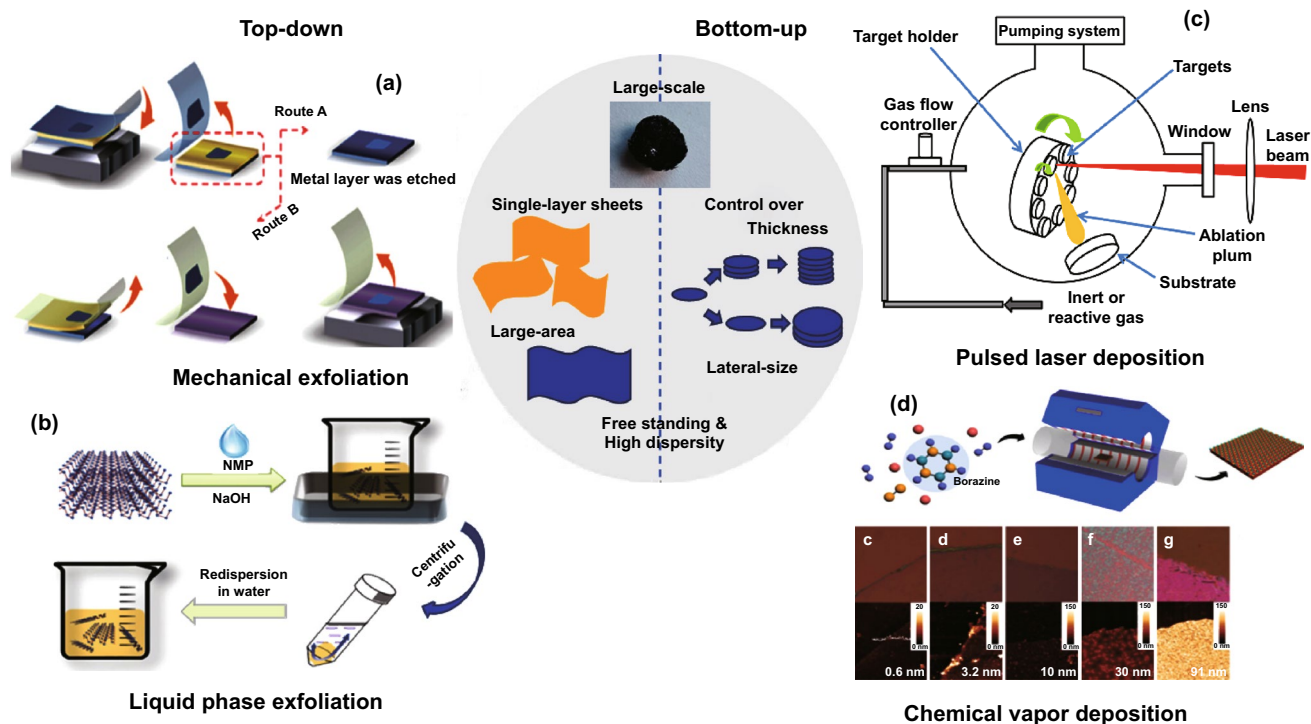 Top-down
(a)
Route A
Metal layer was etched
Route B
Mechanical exfoliation
(b)
NMP
NaOH
Centrifu
-gation
Redispersion
in water
Liquid phase exfoliation
Bottom-up
Large-scale
Single-layer sheets
Control over
Thickness
Large-area
Lateral-size
Free standing &
High dispersity
(c)
Pumping system
Target holder
Targets
Gas flow
controller
Lens
Window
Laser
beam
Ablation
plum
Substrate
Inert or
reactive gas
Pulsed laser deposition
(d)
Borazine
c
d
e
f
g
20
0 nm
0.6 nm
20
0 nm
3.2 nm
150
0 nm
10 nm
150
0 nm
30 nm
150
0 nm
91 nm
Chemical vapor deposition